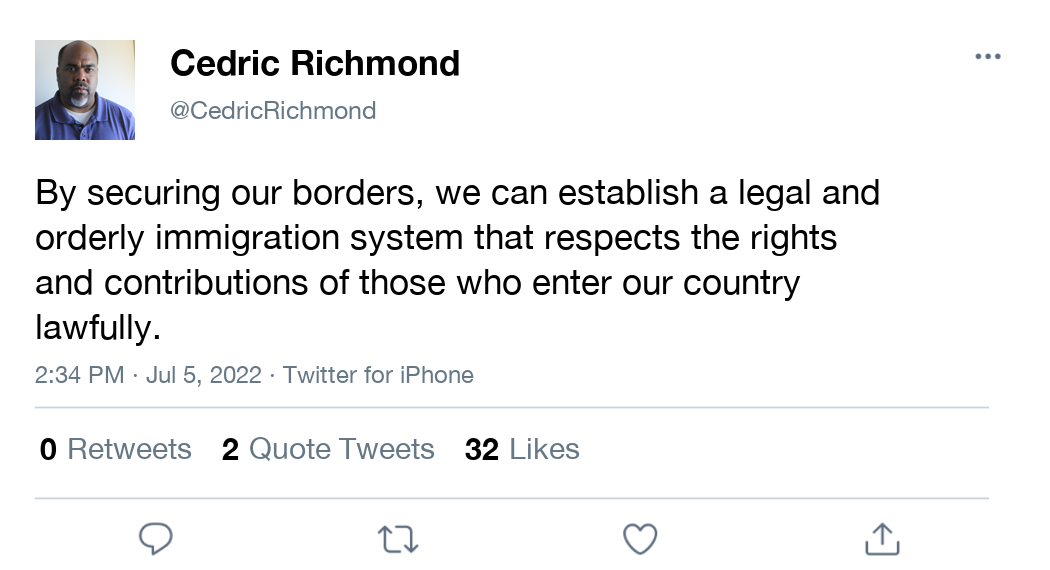 Cedric Richmond
@CedricRichmond
By securing our borders, we can establish a legal and
orderly immigration system that respects the rights
and contributions of those who enter our country
lawfully.
2:34 PM · Jul 5, 2022 · Twitter for iPhone
0 Retweets 2 Quote Tweets 32 Likes